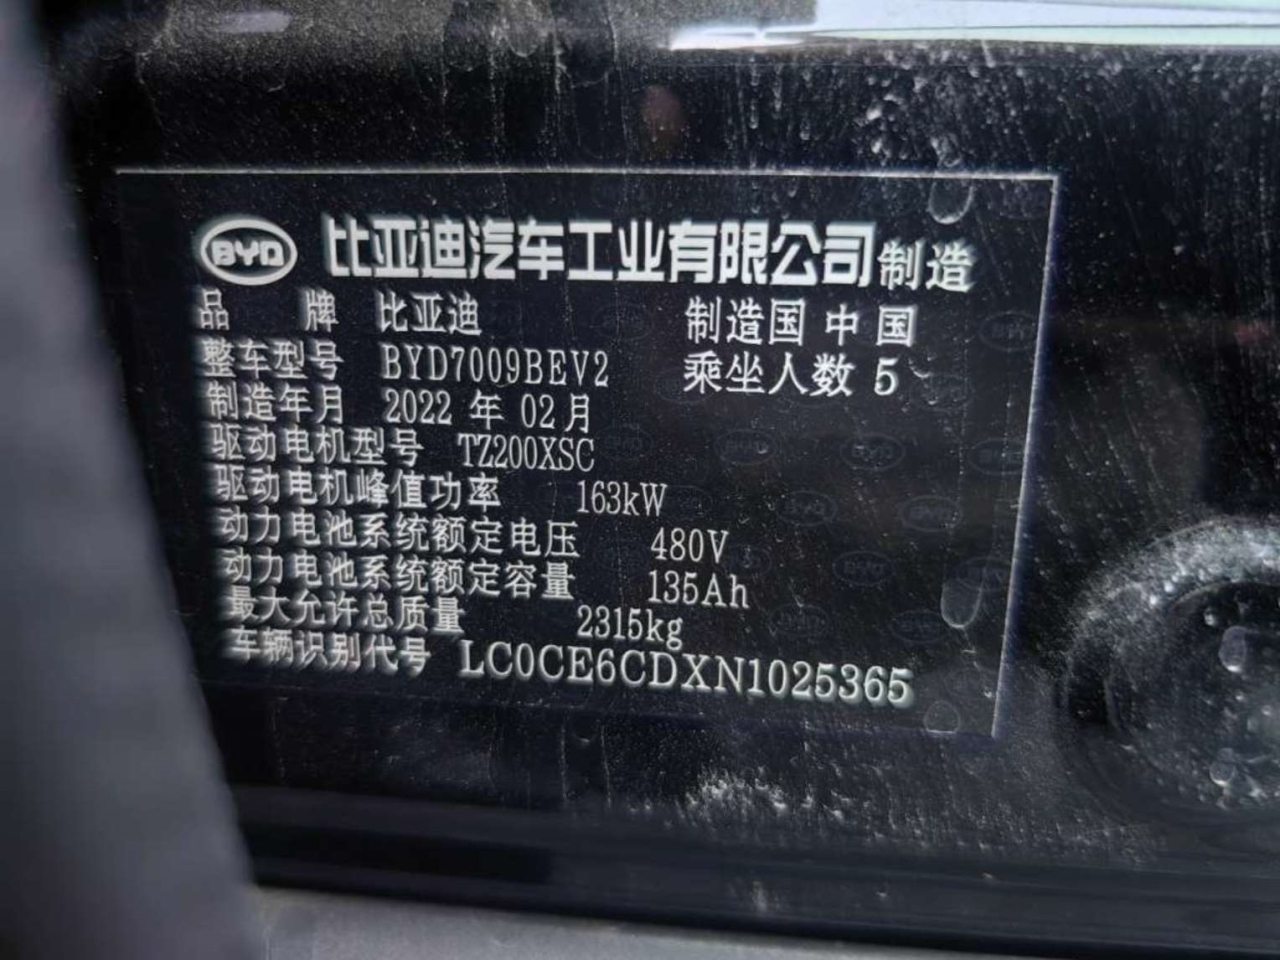 BYD 比亚迪汽车工业有限公司制造
品 牌 比亚迪 制造国 中国
整车型号 BYD7009BEV2 乘坐人数 5
制造年月 2022 年 02月
驱动电机型号 TZ200XSC
驱动电机峰值功率 163kW
动力电池系统额定电压 480V
动力电池系统额定容量 135Ah
最大允许总质量 2315kg
车辆识别代号 LC0CE6CDXN1025365